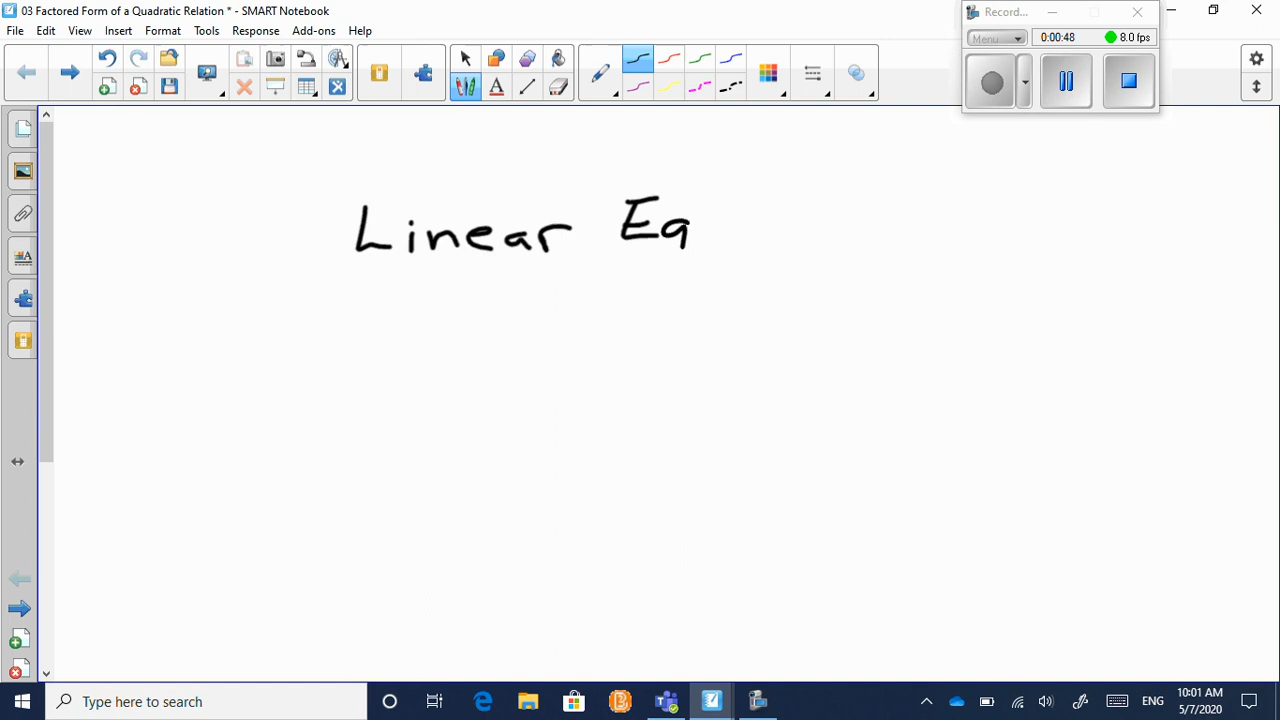 03 Factored Form of a Quadratic Relation * - SMART Notebook
Record...
File Edit View Insert Format Tools Response Add-ons Help
Menu 0:00:48 8.0 fps
Linear Eq
Type here to search
ENG
10:01 AM
5/7/2020